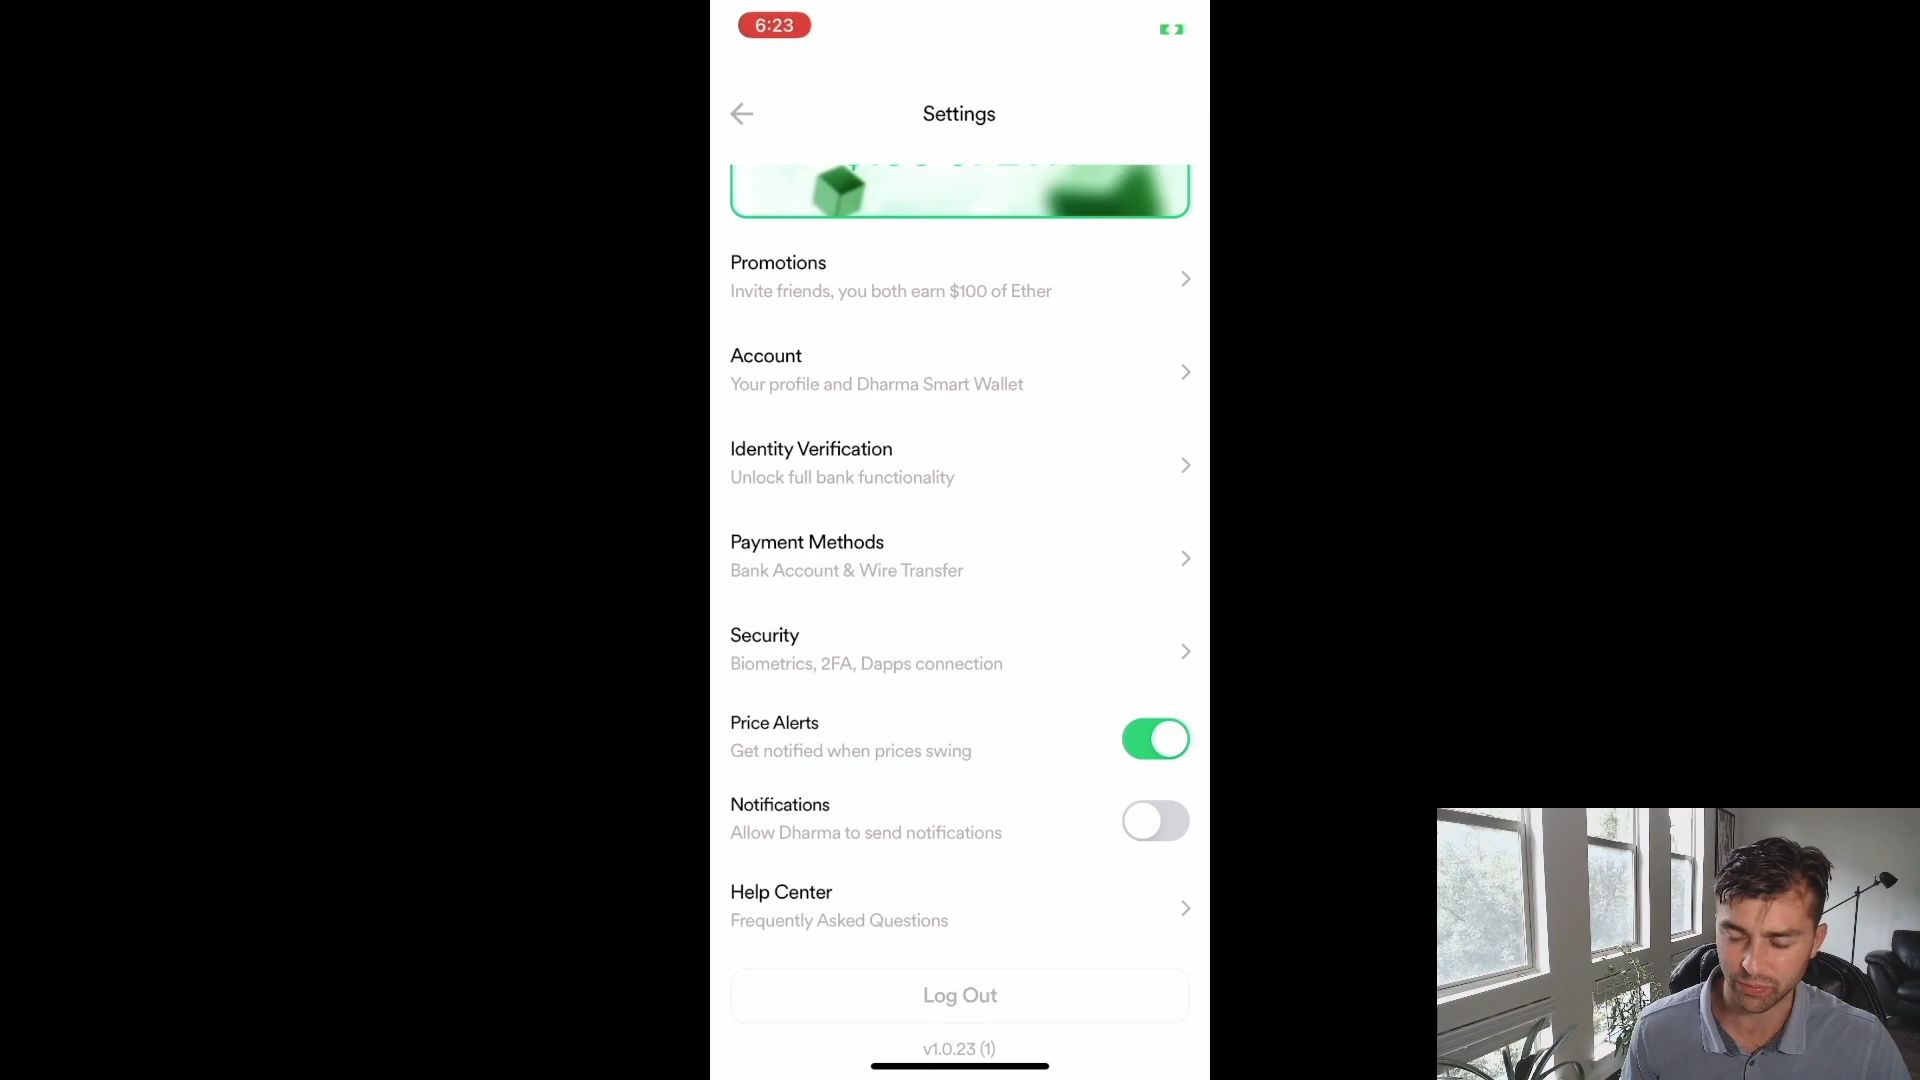 6:23
Settings
Promotions
Invite friends, you both earn $100 of Ether
Account
Your profile and Dharma Smart Wallet
Identity Verification
Unlock full bank functionality
Payment Methods
Bank Account & Wire Transfer
Security
Biometrics, 2FA, Dapps connection
Price Alerts
Get notified when prices swing
Notifications
Allow Dharma to send notifications
Help Center
Frequently Asked Questions
Log Out
v1.0.23 (1)